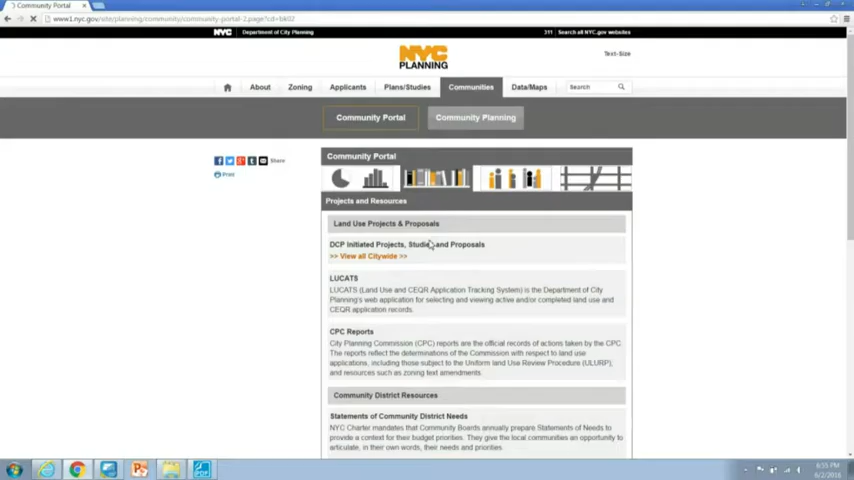 Community Portal
www1.nyc.gov/site/planning/community/community-portal-2.page?cd=bk02
NYC Department of City Planning
311 | Search all NYC.gov websites
NYC
PLANNING
Text-Size
About Zoning Applicants Plans/Studies Communities Data/Maps Search
Community Portal Community Planning
Share
Print
Community Portal
Projects and Resources
Land Use Projects & Proposals
DCP Initiated Projects, Studies and Proposals
>> View all Citywide >>
LUCATS
LUCATS (Land Use and CEQR Application Tracking System) is the Department of City
Planning's web application for selecting and viewing active and/or completed land use and
CEQR application records.
CPC Reports
City Planning Commission (CPC) reports are the official records of actions taken by the CPC
The reports reflect the determinations of the Commission with respect to land use
applications, including those subject to the Uniform land Use Review Procedure (ULURP),
and resources such as zoning text amendments
Community District Resources
Statements of Community District Needs
NYC Charter mandates that Community Boards annually prepare Statements of Needs to
provide a context for their budget priorities. They give the local communities an opportunity to
articulate, in their own words, their needs and priorities.
6:35 PM
6/2/2016